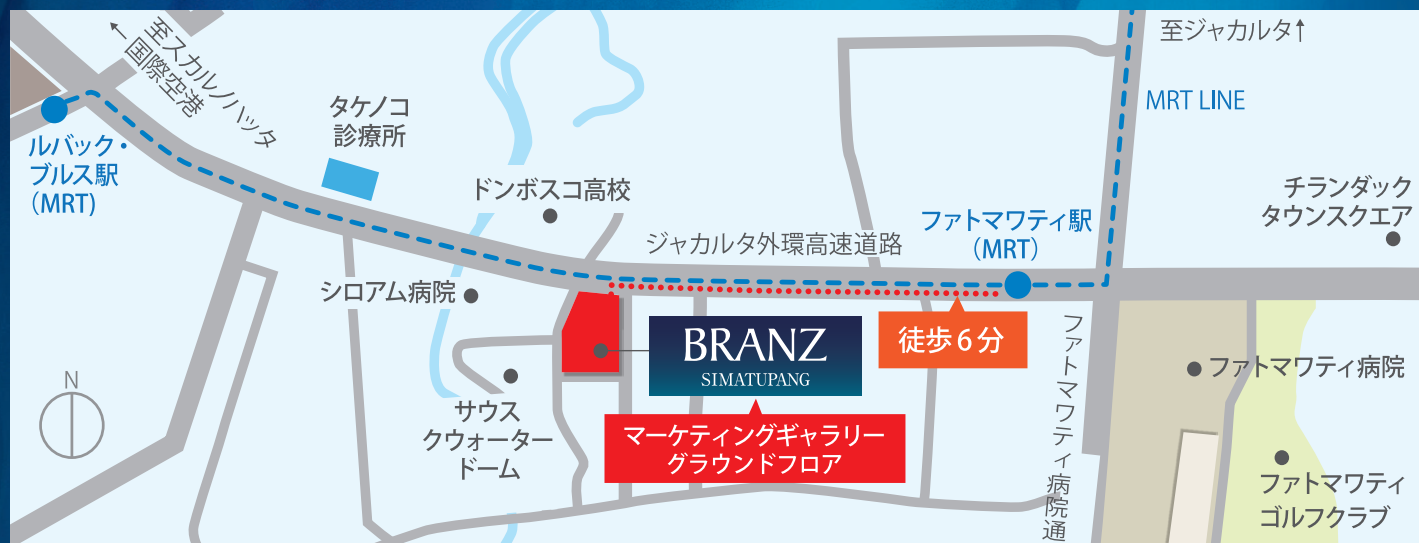 至スカルノハッタ
←国際空港
至ジャカルタ↑
MRT LINE
タケノコ
診療所
ルバック・
ブルス駅
（MRT)
ドンボスコ高校
チランダック
タウンスクエア
ファトマワティ駅
（MRT）
ジャカルタ外環高速道路
シロアム病院
BRANZ
SIMATUPANG
徒歩6分
ファトマワティ病院通
ファトマワティ病院
N
サウス
クウォーター
ドーム
マーケティングギャラリー
グラウンドフロア
ファトマワティ
ゴルフクラブ